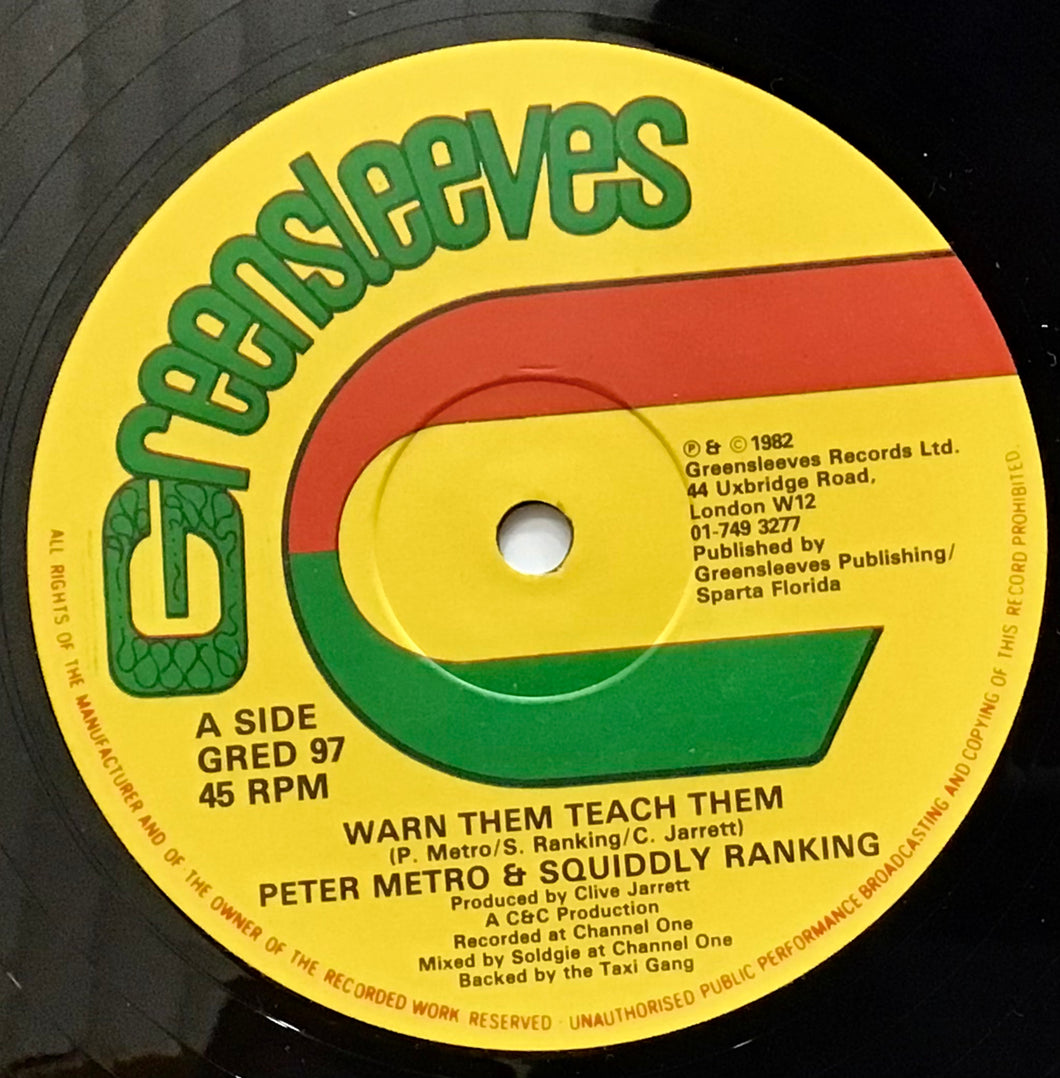 Greensleeves
℗ & © 1982
Greensleeves Records Ltd.
44 Uxbridge Road,
London W12
01-749 3277
Published by
Greensleeves Publishing/
Sparta Florida
A SIDE
GRED 97
45 RPM
WARN THEM TEACH THEM
(P. Metro/S. Ranking/C. Jarrett)
PETER METRO & SQUIDDLY RANKING
Produced by Clive Jarrett
A C&C Production
Recorded at Channel One
Mixed by Soldgie at Channel One
Backed by the Taxi Gang
ALL RIGHTS OF THE MANUFACTURER AND OF THE OWNER OF THE RECORDED WORK RESERVED · UNAUTHORISED PUBLIC PERFORMANCE BROADCASTING AND COPYING OF THIS RECORD PROHIBITED.